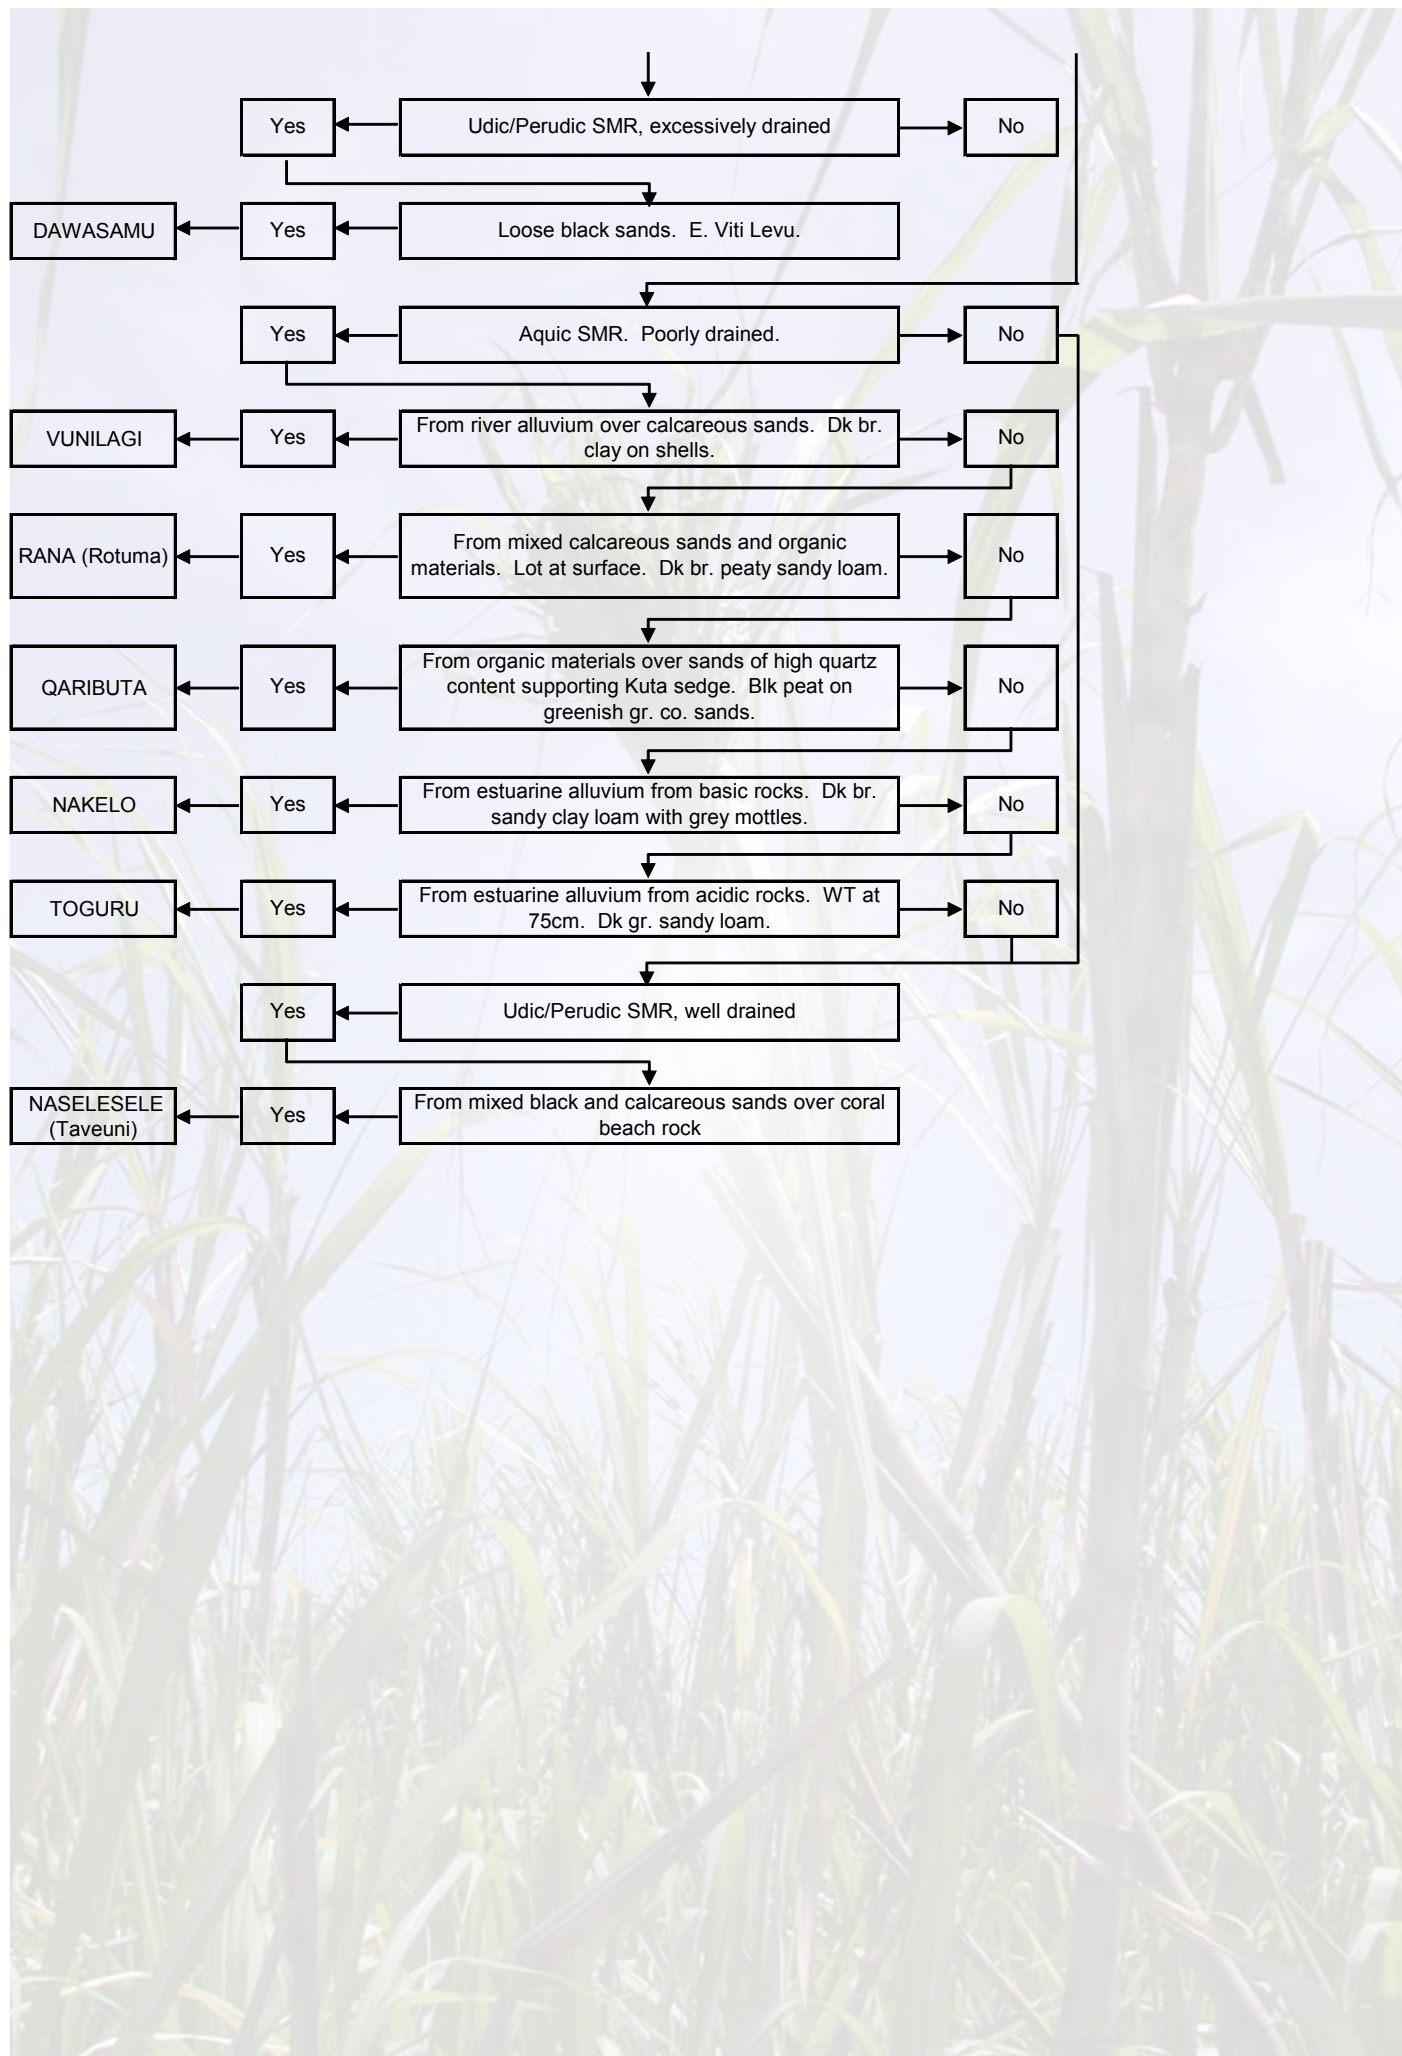 Yes
Udic/Perudic SMR, excessively drained
No
DAWASAMU
Yes
Loose black sands.  E. Viti Levu.
Yes
Aquic SMR.  Poorly drained.
No
VUNILAGI
Yes
From river alluvium over calcareous sands.  Dk br.
clay on shells.
No
RANA (Rotuma)
Yes
From mixed calcareous sands and organic
materials.  Lot at surface.  Dk br. peaty sandy loam.
No
QARIBUTA
Yes
From organic materials over sands of high quartz
content supporting Kuta sedge.  Blk peat on
greenish gr. co. sands.
No
NAKELO
Yes
From estuarine alluvium from basic rocks.  Dk br.
sandy clay loam with grey mottles.
No
TOGURU
Yes
From estuarine alluvium from acidic rocks.  WT at
75cm.  Dk gr. sandy loam.
No
Yes
Udic/Perudic SMR, well drained
NASELESELE
(Taveuni)
Yes
From mixed black and calcareous sands over coral
beach rock